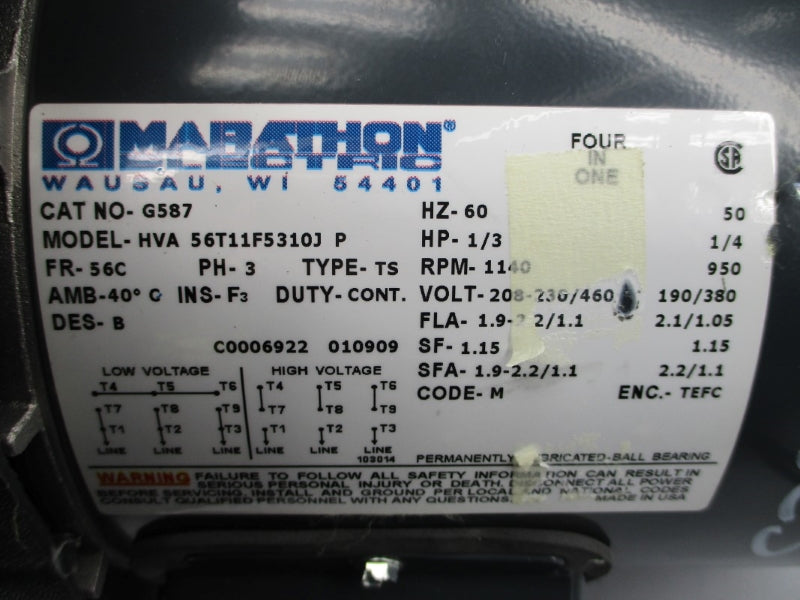 MARATHON®
ELECTRIC
WAUSAU, WI 54401
FOUR
IN
ONE
SA
CAT NO- G587
HZ- 60 50
MODEL- HVA 56T11F5310J P
HP- 1/3 1/4
FR- 56C PH- 3 TYPE- TS
RPM- 1140 950
AMB-40° C INS- F3 DUTY- CONT.
VOLT- 208-230/460 190/380
DES- B
FLA- 1.9-2.2/1.1 2.1/1.05
C0006922 010909
SF- 1.15 1.15
SFA- 1.9-2.2/1.1 2.2/1.1
CODE- M ENC.- TEFC
LOW VOLTAGE HIGH VOLTAGE
T4 T5 T6 T4 T5 T6
T7 T8 T9 T7 T8 T9
T1 T2 T3 T1 T2 T3
LINE LINE LINE LINE LINE LINE
103014
PERMANENTLY LUBRICATED-BALL BEARING
WARNING FAILURE TO FOLLOW ALL SAFETY INFORMATION CAN RESULT IN
SERIOUS PERSONAL INJURY OR DEATH. DISCONNECT ALL POWER
BEFORE SERVICING. INSTALL AND GROUND PER LOCAL AND NATIONAL CODES
CONSULT QUALIFIED PERSONNEL WITH ANY QUESTIONS. MADE IN USA